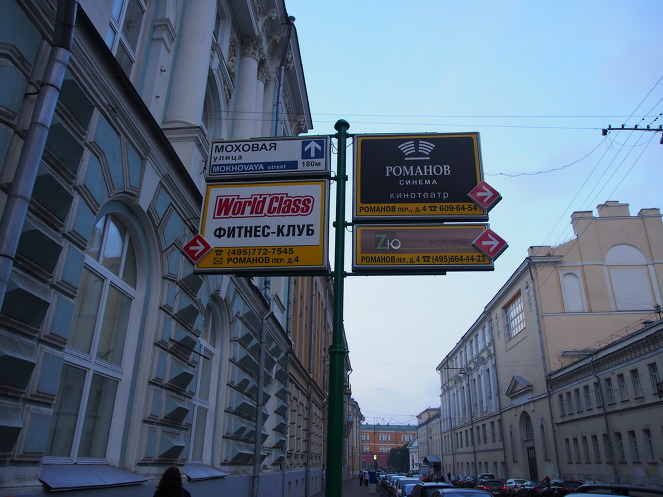 МОХОВАЯ
улица
MOKHOVAYA street
180м
World Class
ФИТНЕС-КЛУБ
(495)772-7545
РОМАНОВ ПЕР. Д.4
РОМАНОВ
СИНЕМА
КИНОТЕАТР
РОМАНОВ пер., д.4 ☎ 609-64-54
РОМАНОВ пер., д.4 ☎ (495)664-44-23